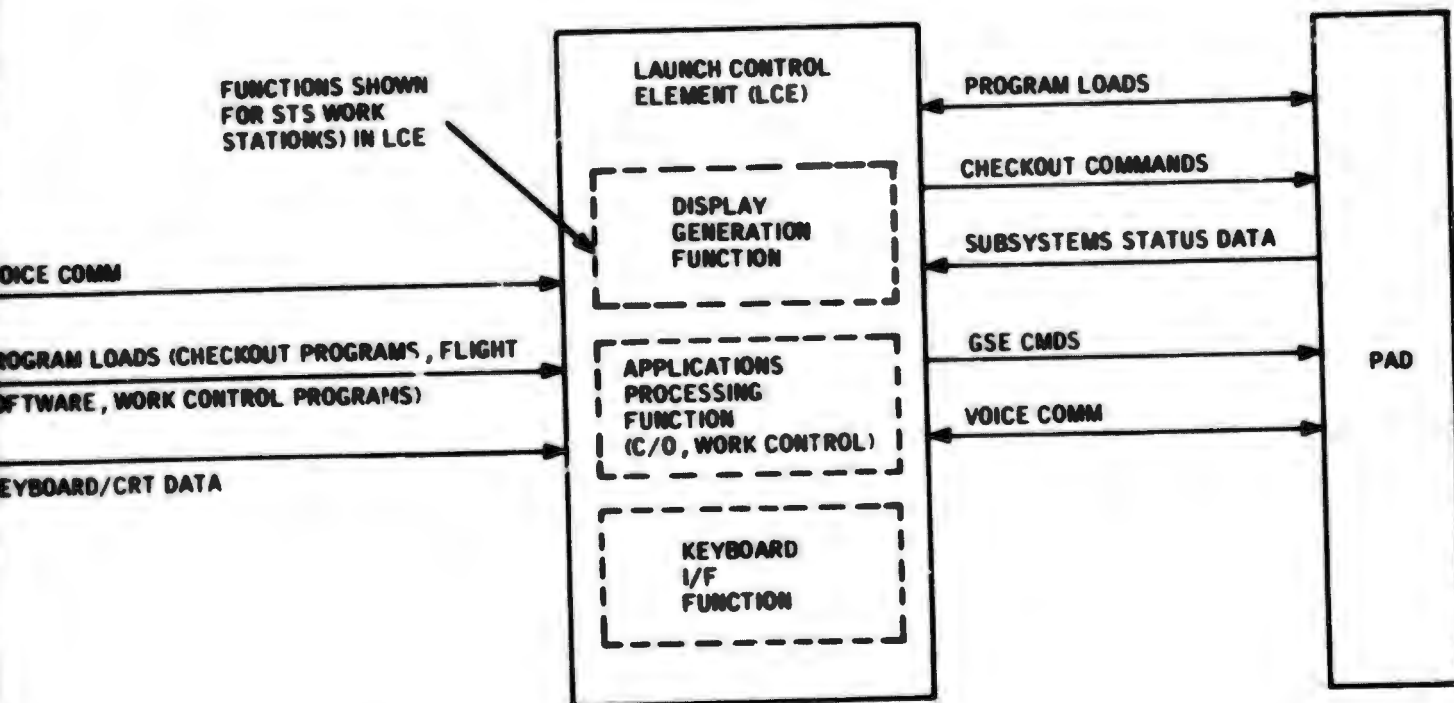 FUNCTIONS SHOWN
FOR STS WORK
STATIONKS) IN LCE
OICE COMM
ROGRAM LOADS (CHECKOUT PROGRAMS, FLIGHT
OFTWARE, WORK CONTROL PROGRAMS)
EYBOARD/CRT DATA
LAUNCH CONTROL
ELEMENT (LCE)
DISPLAY
GENERATION
FUNCTION
APPLICATIONS
PROCESSING
FUNCTION
(C/O, WORK CONTROL)
KEYBOARD
I/F
FUNCTION
PROGRAM LOADS
CHECKOUT COMMANDS
SUBSYSTEMS STATUS DATA
GSE CMDS
VOICE COMM
PAD